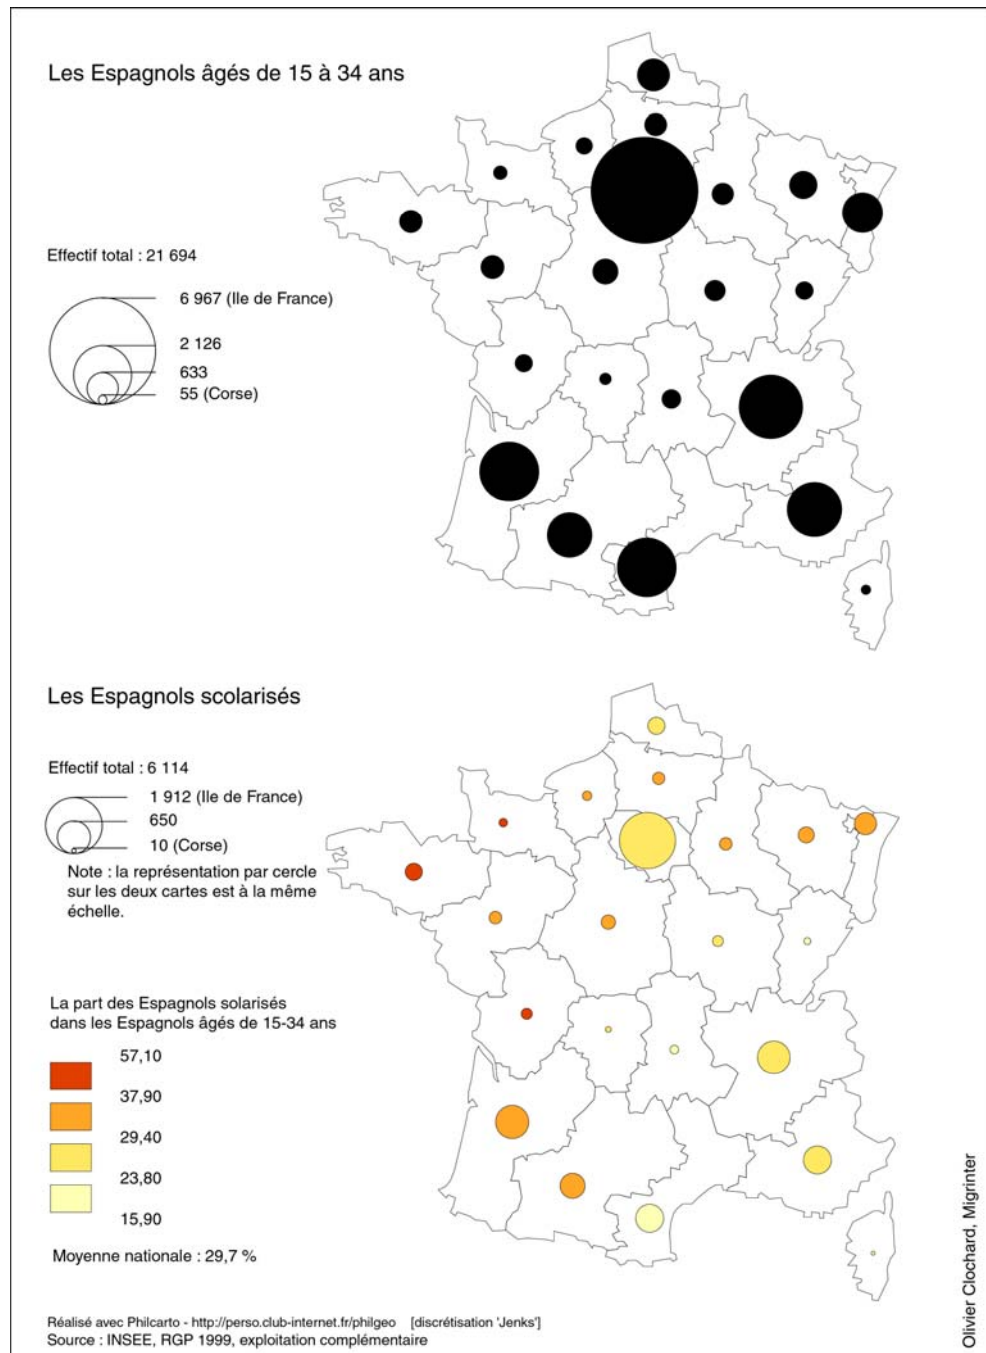 Les Espagnols âgés de 15 à 34 ans
Effectif total : 21 694
6 967 (Ile de France)
2 126
633
55 (Corse)
Les Espagnols scolarisés
Effectif total : 6 114
1 912 (Ile de France)
650
10 (Corse)
Note : la représentation par cercle
sur les deux cartes est à la même
échelle.
La part des Espagnols solarisés
dans les Espagnols âgés de 15-34 ans
57,10
37,90
29,40
23,80
15,90
Moyenne nationale : 29,7 %
Réalisé avec Philcarto - http://perso.club-internet.fr/philgeo [discrétisation 'Jenks']
Source : INSEE, RGP 1999, exploitation complémentaire
Olivier Clochard, Migrinter